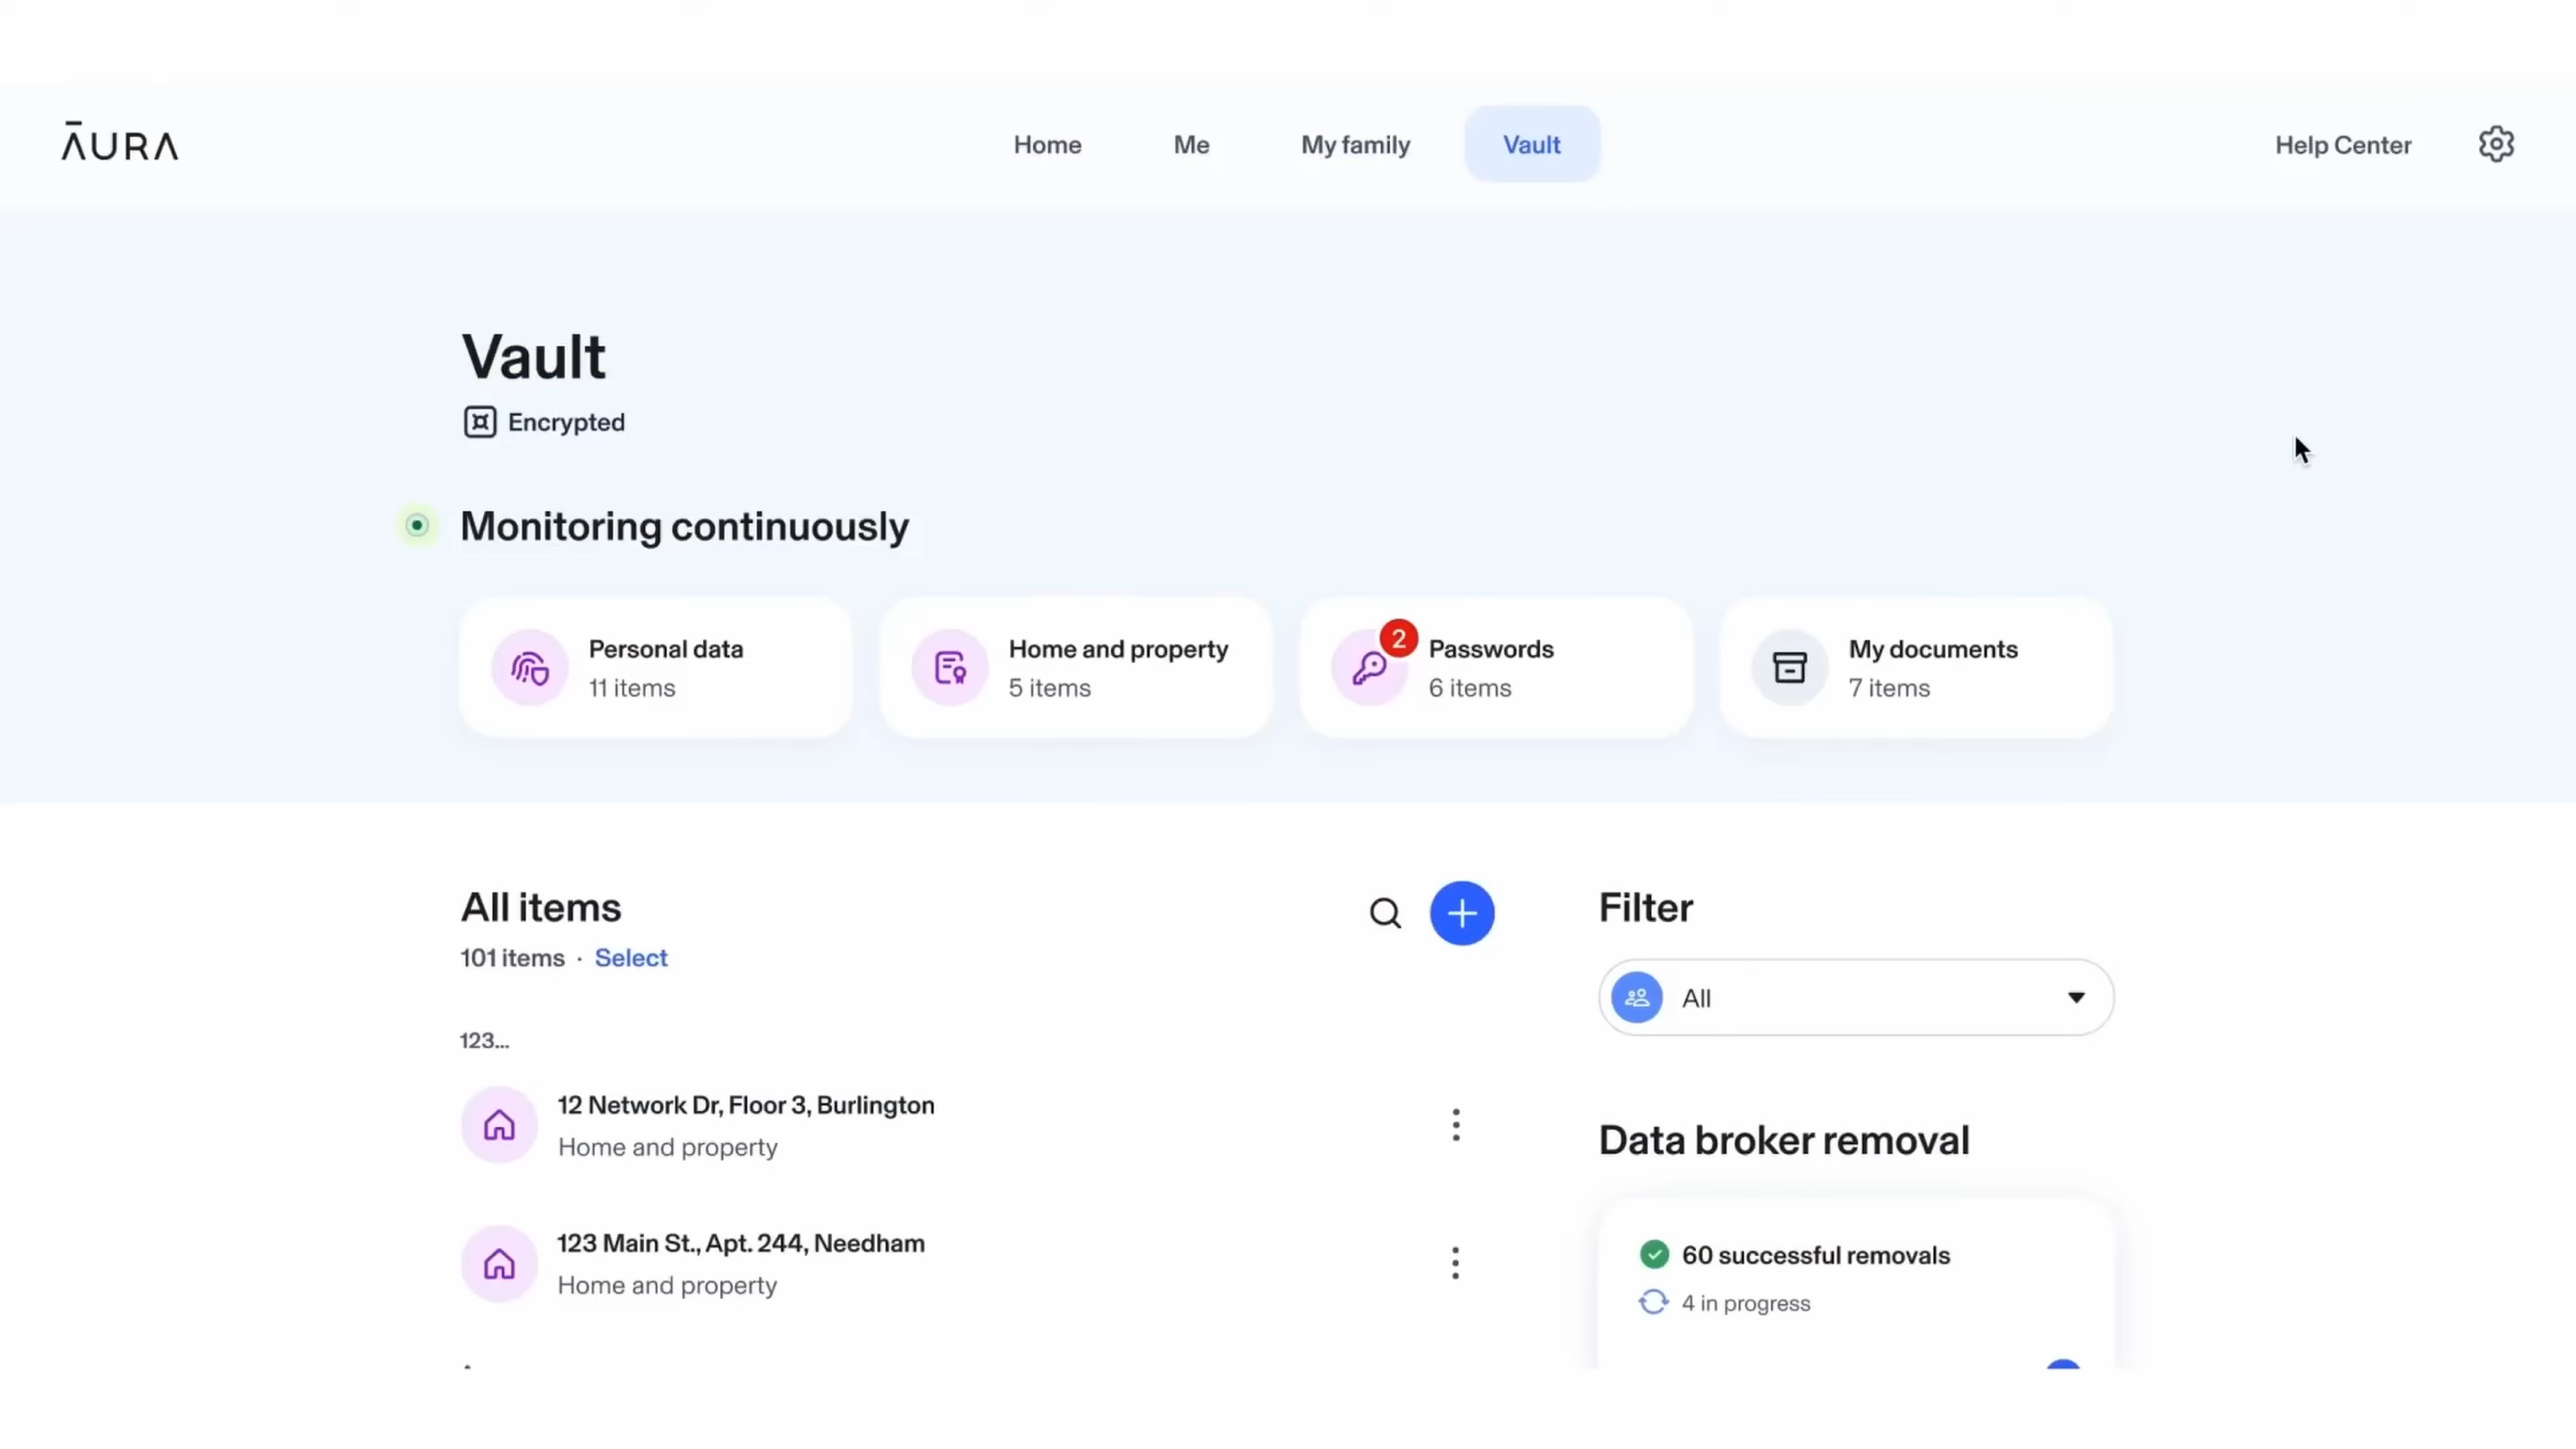 ĀURA
Home
Me
My family
Vault
Help Center
Vault
Encrypted
Monitoring continuously
Personal data
11 items
Home and property
5 items
2
Passwords
6 items
My documents
7 items
All items
101 items · Select
123...
12 Network Dr, Floor 3, Burlington
Home and property
123 Main St., Apt. 244, Needham
Home and property
Filter
All
Data broker removal
60 successful removals
4 in progress